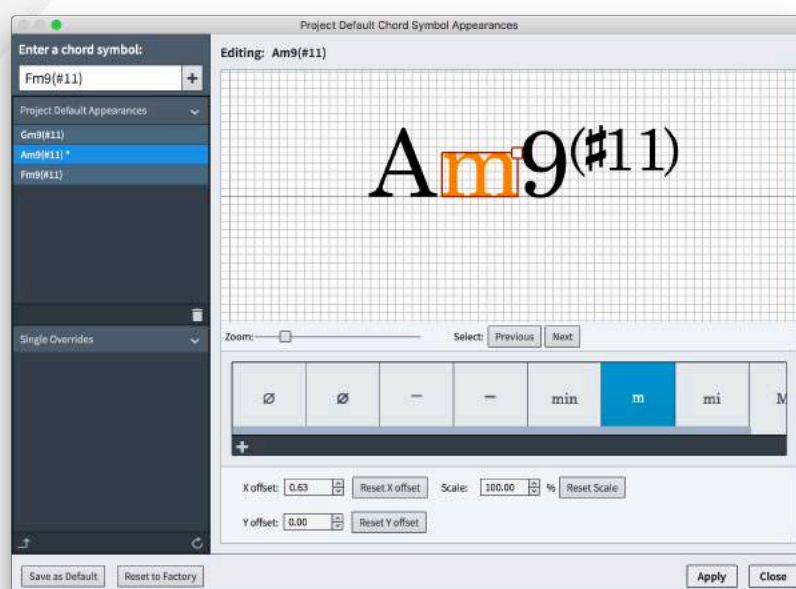 Project Default Chord Symbol Appearances
Enter a chord symbol:
Fm9(#11)
+
Project Default Appearances
Gm9(#11)
Am9(#11) *
Fm9(#11)
Single Overrides
Editing: Am9(#11)
Am9(♯11)
Zoom:
Select: Previous Next
Ø Ø – – min m mi M
+
X offset: 0.63 Reset X offset Scale: 100.00 % Reset Scale
Y offset: 0.00 Reset Y offset
Save as Default Reset to Factory Apply Close